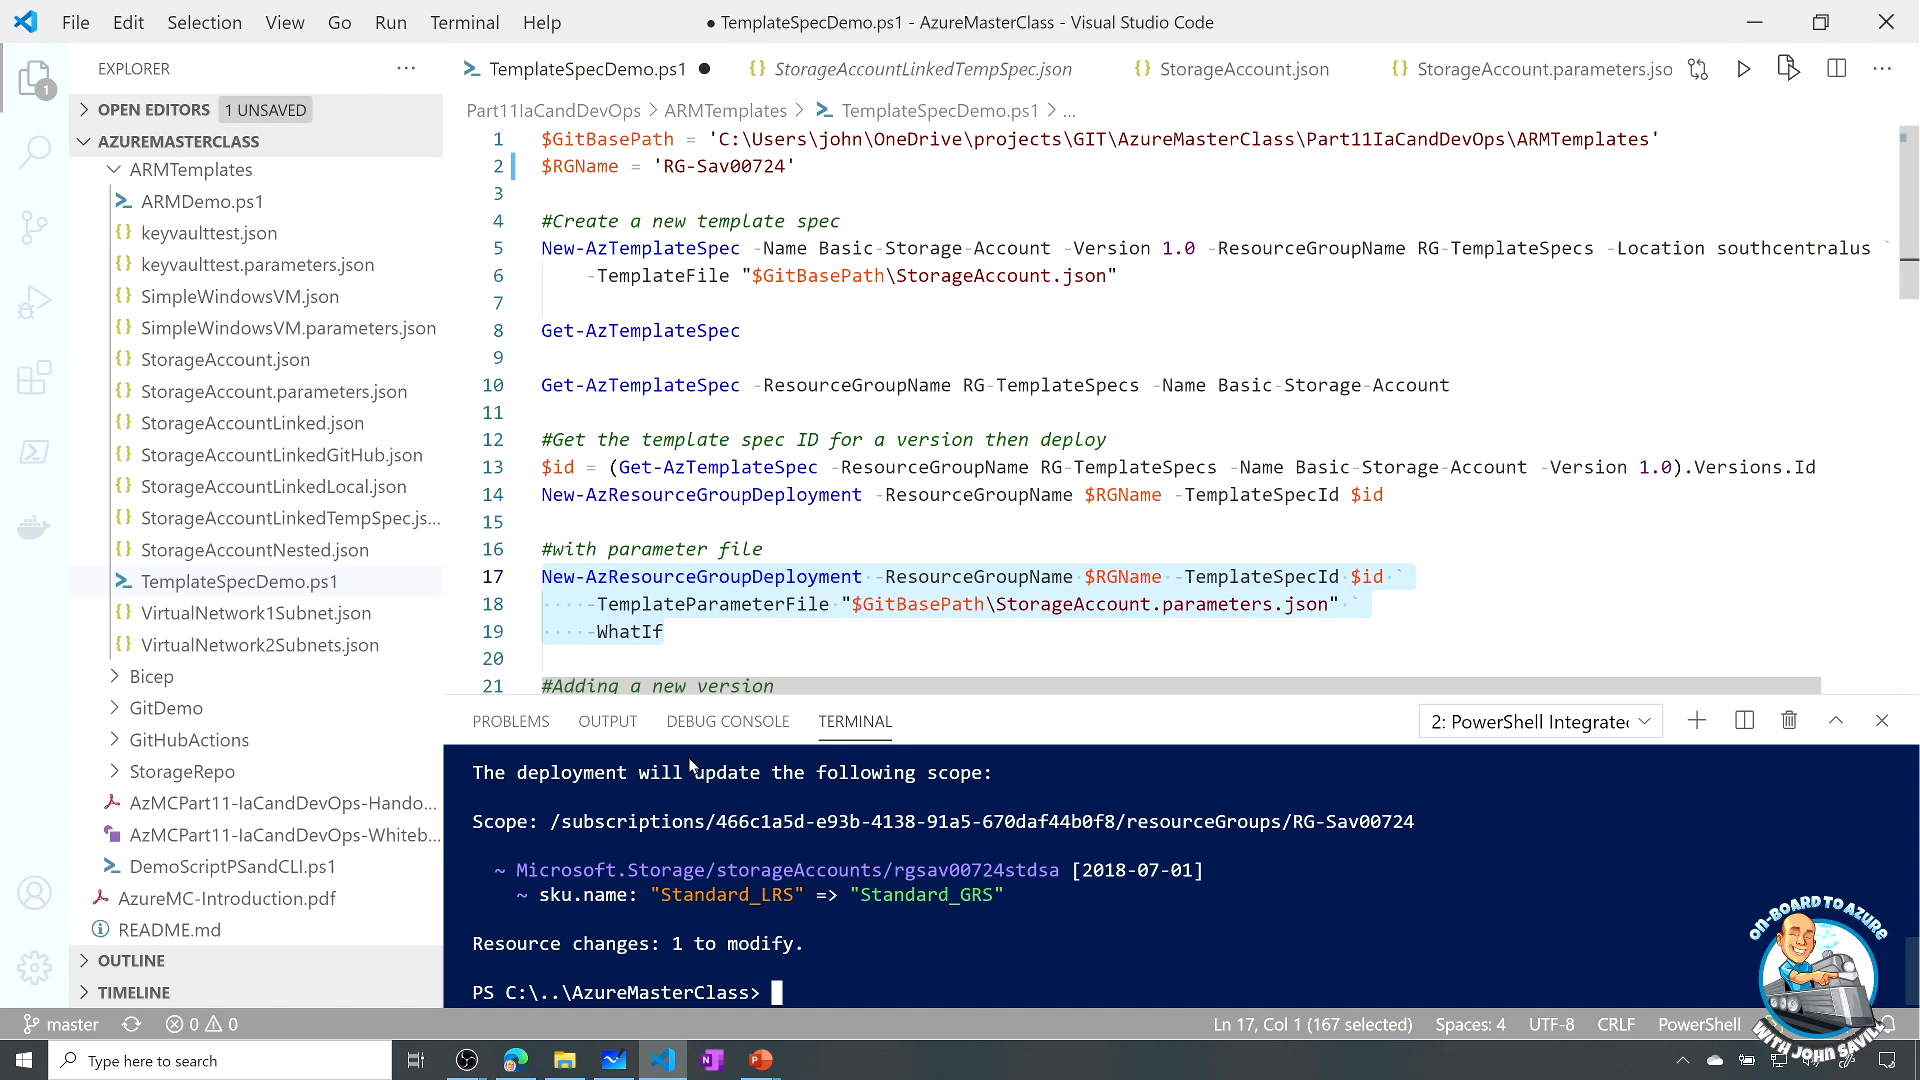 File Edit Selection View Go Run Terminal Help
● TemplateSpecDemo.ps1 - AzureMasterClass - Visual Studio Code
EXPLORER
1
OPEN EDITORS 1 UNSAVED
AZUREMASTERCLASS
ARMTemplates
ARMDemo.ps1
keyvaulttest.json
keyvaulttest.parameters.json
SimpleWindowsVM.json
SimpleWindowsVM.parameters.json
StorageAccount.json
StorageAccount.parameters.json
StorageAccountLinked.json
StorageAccountLinkedGitHub.json
StorageAccountLinkedLocal.json
StorageAccountLinkedTempSpec.js...
StorageAccountNested.json
TemplateSpecDemo.ps1
VirtualNetwork1Subnet.json
VirtualNetwork2Subnets.json
Bicep
GitDemo
GitHubActions
StorageRepo
AzMCPart11-IaCandDevOps-Hando...
AzMCPart11-IaCandDevOps-Whiteb...
DemoScriptPSandCLI.ps1
AzureMC-Introduction.pdf
README.md
OUTLINE
TIMELINE
TemplateSpecDemo.ps1 ● StorageAccountLinkedTempSpec.json StorageAccount.json StorageAccount.parameters.jso
Part11IaCandDevOps > ARMTemplates > TemplateSpecDemo.ps1 > ...
1 $GitBasePath = 'C:\Users\john\OneDrive\projects\GIT\AzureMasterClass\Part11IaCandDevOps\ARMTemplates'
2 $RGName = 'RG-Sav00724'
3
4 #Create a new template spec
5 New-AzTemplateSpec -Name Basic-Storage-Account -Version 1.0 -ResourceGroupName RG-TemplateSpecs -Location southcentralus `
6 -TemplateFile "$GitBasePath\StorageAccount.json"
7
8 Get-AzTemplateSpec
9
10 Get-AzTemplateSpec -ResourceGroupName RG-TemplateSpecs -Name Basic-Storage-Account
11
12 #Get the template spec ID for a version then deploy
13 $id = (Get-AzTemplateSpec -ResourceGroupName RG-TemplateSpecs -Name Basic-Storage-Account -Version 1.0).Versions.Id
14 New-AzResourceGroupDeployment -ResourceGroupName $RGName -TemplateSpecId $id
15
16 #with parameter file
17 New-AzResourceGroupDeployment -ResourceGroupName $RGName -TemplateSpecId $id `
18 -TemplateParameterFile "$GitBasePath\StorageAccount.parameters.json" `
19 -WhatIf
20
21 #Adding a new version
PROBLEMS OUTPUT DEBUG CONSOLE TERMINAL
2: PowerShell Integrated
The deployment will update the following scope:
Scope: /subscriptions/466c1a5d-e93b-4138-91a5-670daf44b0f8/resourceGroups/RG-Sav00724
~ Microsoft.Storage/storageAccounts/rgsav00724stdsa [2018-07-01]
~ sku.name: "Standard_LRS" => "Standard_GRS"
Resource changes: 1 to modify.
PS C:\..\AzureMasterClass>
ON-BOARD TO AZURE
WITH JOHN SAVILL
master 0 0
Ln 17, Col 1 (167 selected) Spaces: 4 UTF-8 CRLF PowerShell
Type here to search